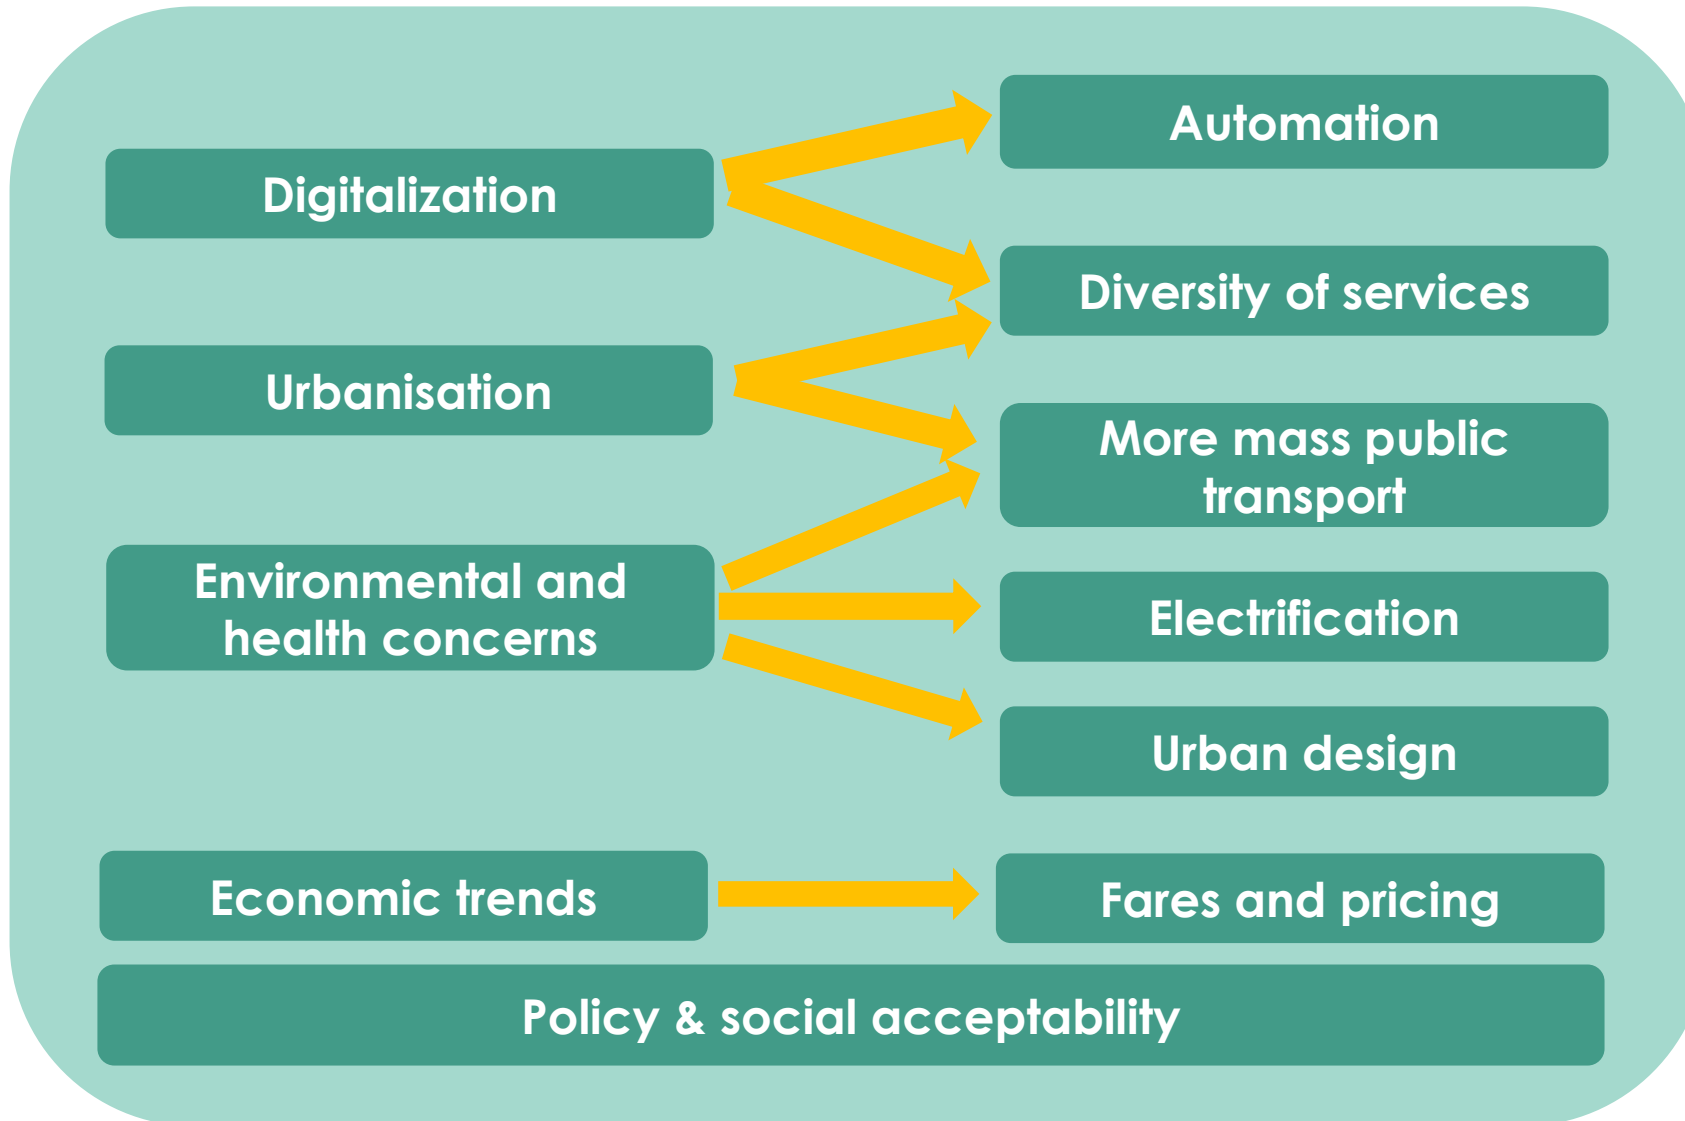 Digitalization
Urbanisation
Environmental and
health concerns
Economic trends
Automation
Diversity of services
More mass public
transport
Electrification
Urban design
Fares and pricing
Policy & social acceptability